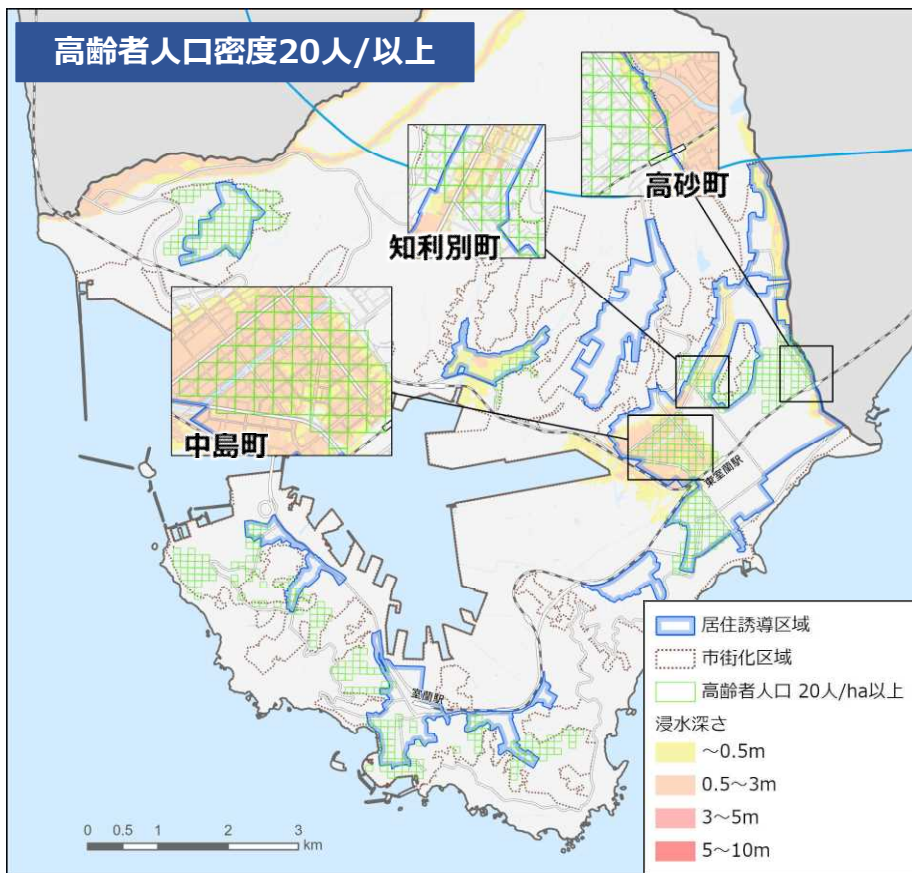 高齢者人口密度20人/以上
高砂町
知利別町
中島町
東室蘭駅
室蘭駅
居住誘導区域
市街化区域
高齢者人口 20人/ha以上
浸水深さ
～0.5m
0.5～3m
3～5m
5～10m
0 0.5 1 2 3
km